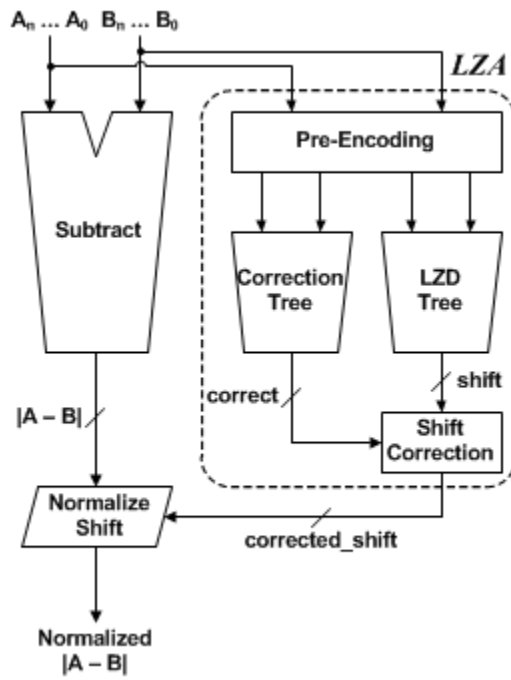 Aₙ ... A₀ Bₙ ... B₀
LZA
Pre-Encoding
Subtract
Correction
Tree
LZD
Tree
correct
shift
|A – B|
Shift
Correction
Normalize
Shift
corrected_shift
Normalized
|A – B|